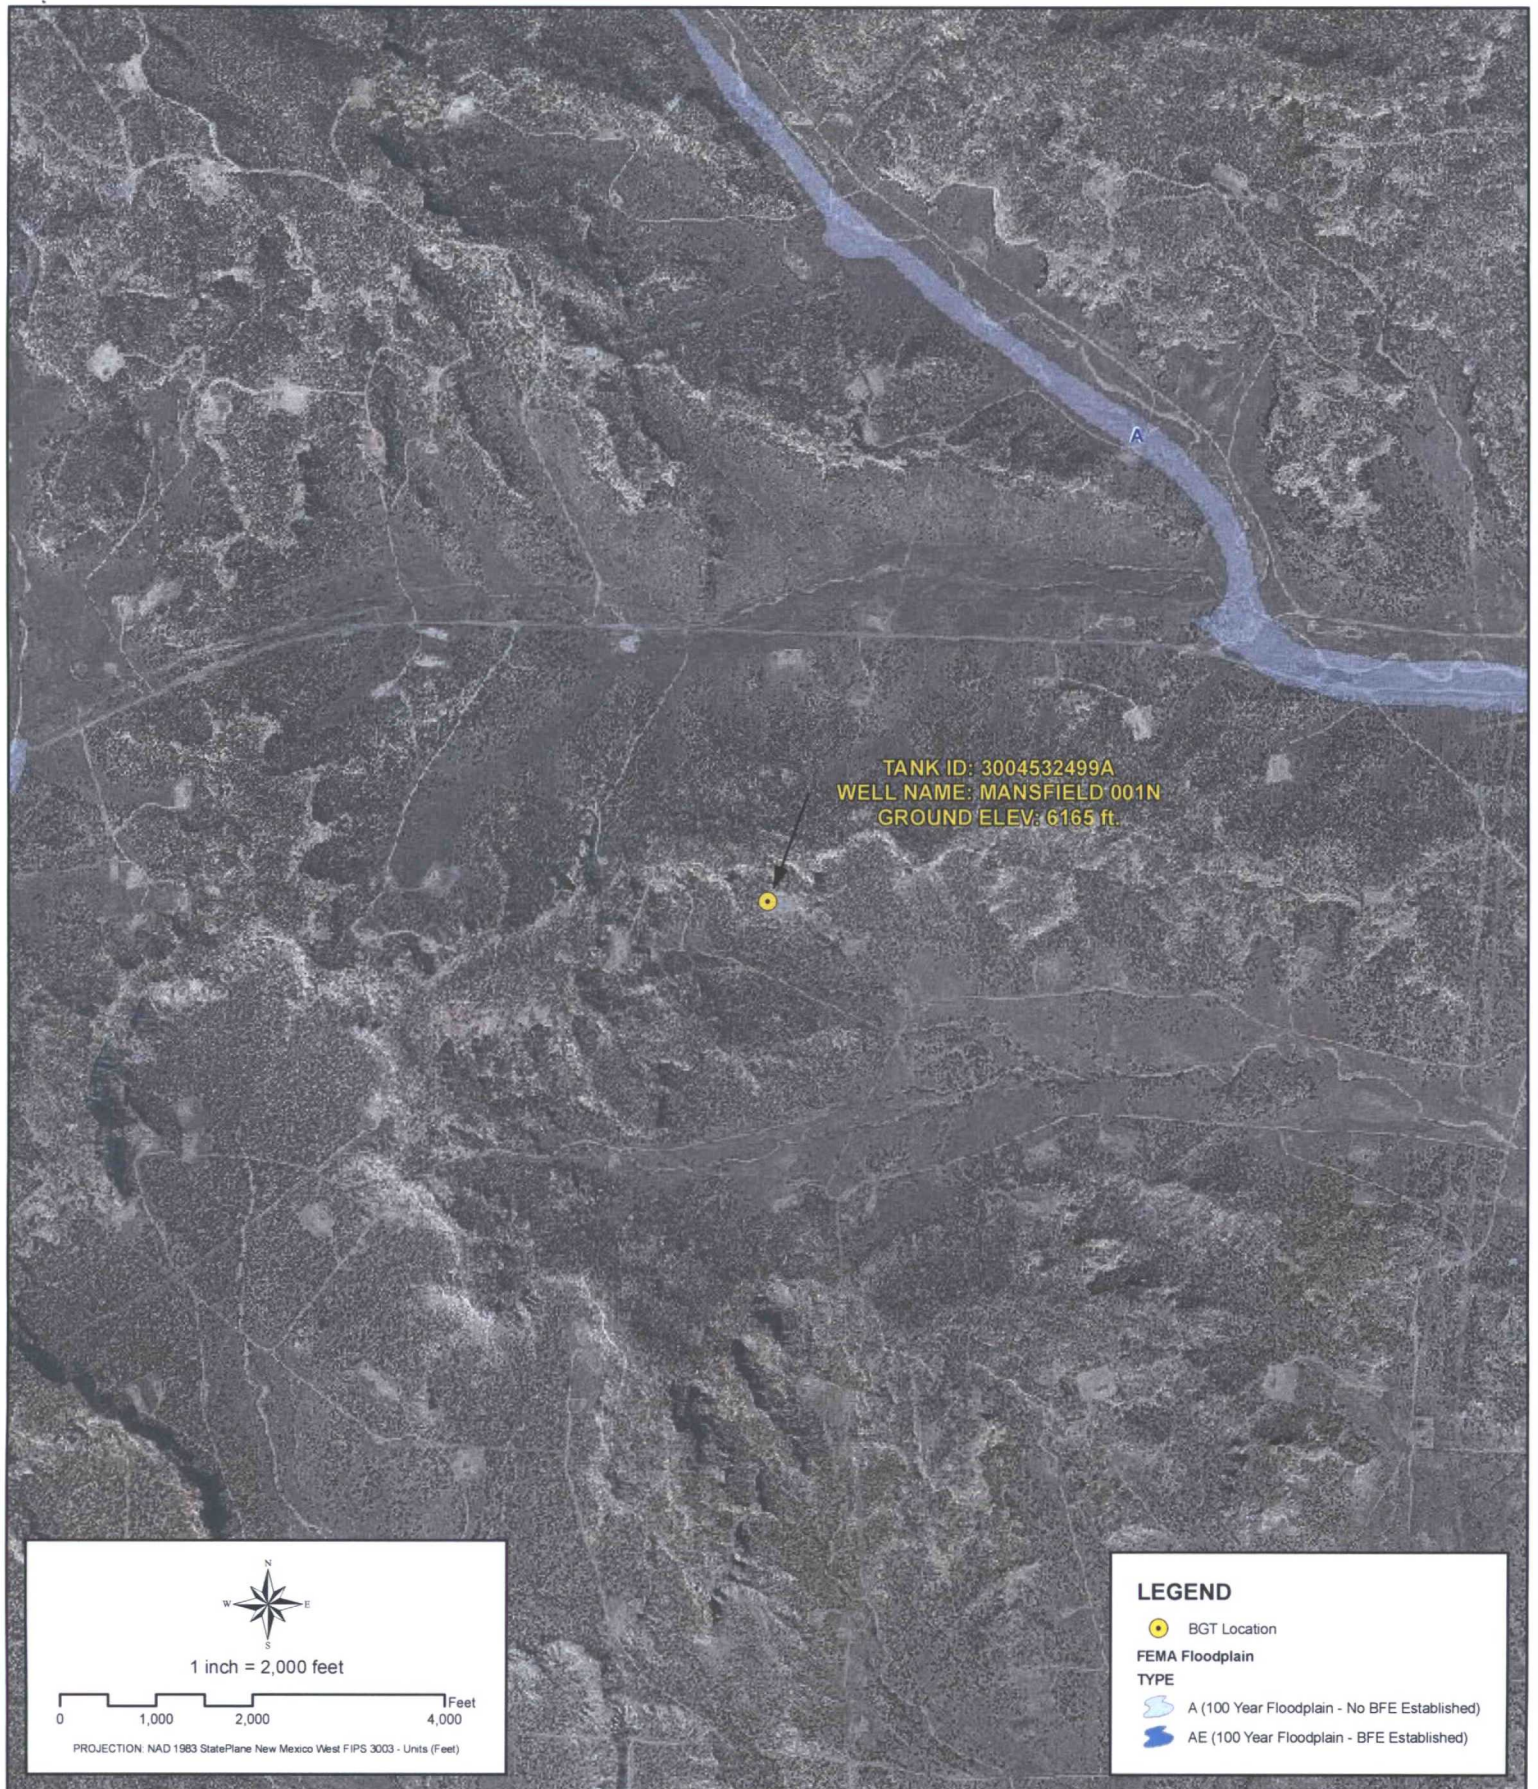 A
TANK ID: 3004532499A
WELL NAME: MANSFIELD 001N
GROUND ELEV: 6165 ft.
N
W E
S
1 inch = 2,000 feet
Feet
0 1,000 2,000 4,000
PROJECTION: NAD 1983 StatePlane New Mexico West FIPS 3003 - Units (Feet)
LEGEND
BGT Location
FEMA Floodplain
TYPE
A (100 Year Floodplain - No BFE Established)
AE (100 Year Floodplain - BFE Established)